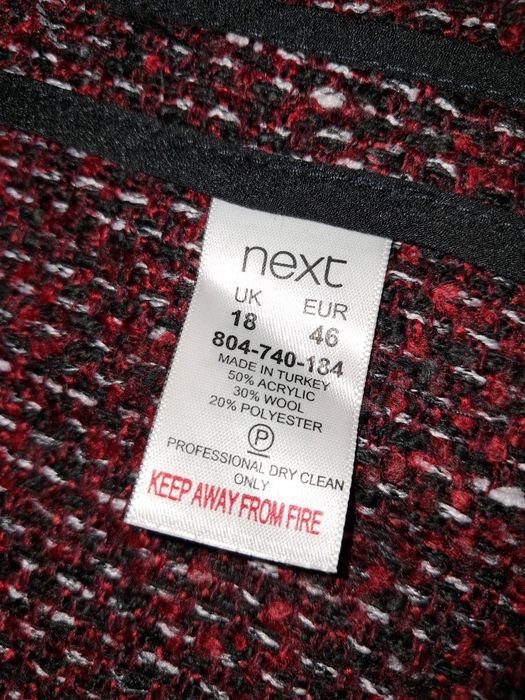 next
UK EUR
18 46
804-740-184
MADE IN TURKEY
50% ACRYLIC
30% WOOL
20% POLYESTER
P
PROFESSIONAL DRY CLEAN
ONLY
KEEP AWAY FROM FIRE